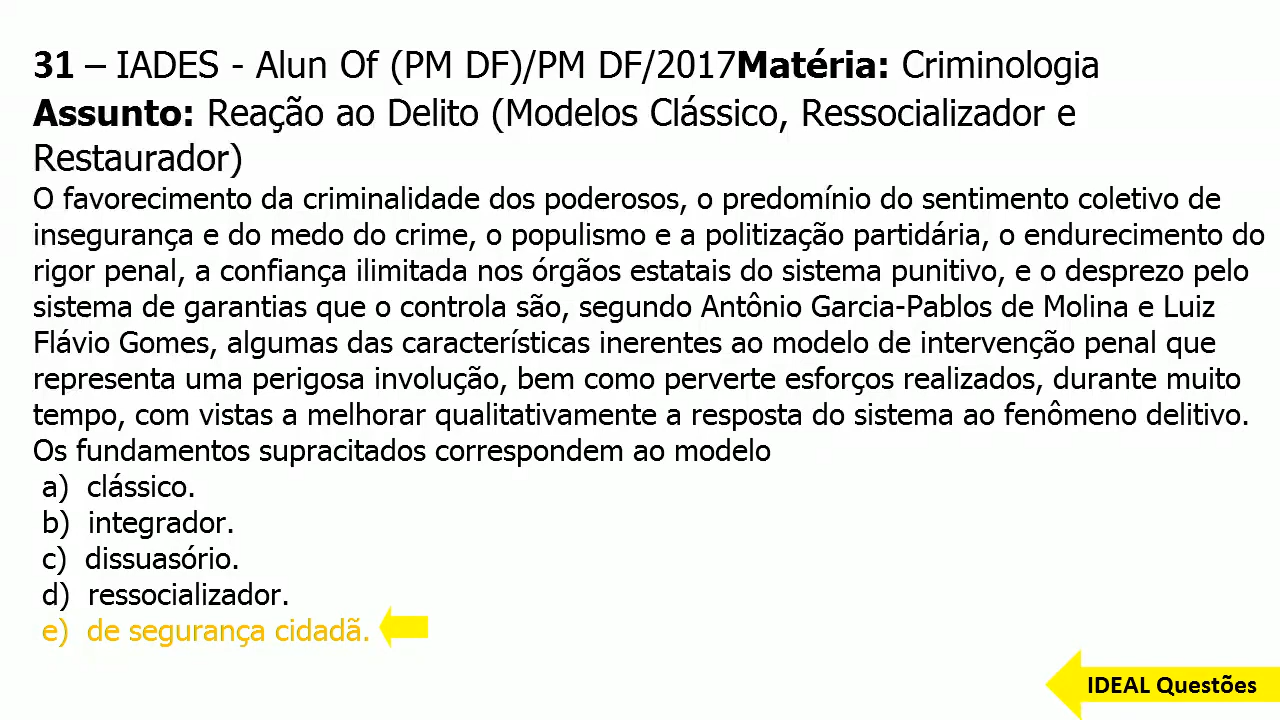 31 – IADES - Alun Of (PM DF)/PM DF/2017Matéria: Criminologia
Assunto: Reação ao Delito (Modelos Clássico, Ressocializador e
Restaurador)
O favorecimento da criminalidade dos poderosos, o predomínio do sentimento coletivo de
insegurança e do medo do crime, o populismo e a politização partidária, o endurecimento do
rigor penal, a confiança ilimitada nos órgãos estatais do sistema punitivo, e o desprezo pelo
sistema de garantias que o controla são, segundo Antônio Garcia-Pablos de Molina e Luiz
Flávio Gomes, algumas das características inerentes ao modelo de intervenção penal que
representa uma perigosa involução, bem como perverte esforços realizados, durante muito
tempo, com vistas a melhorar qualitativamente a resposta do sistema ao fenômeno delitivo.
Os fundamentos supracitados correspondem ao modelo
a) clássico.
b) integrador.
c) dissuasório.
d) ressocializador.
e) de segurança cidadã.
IDEAL Questões